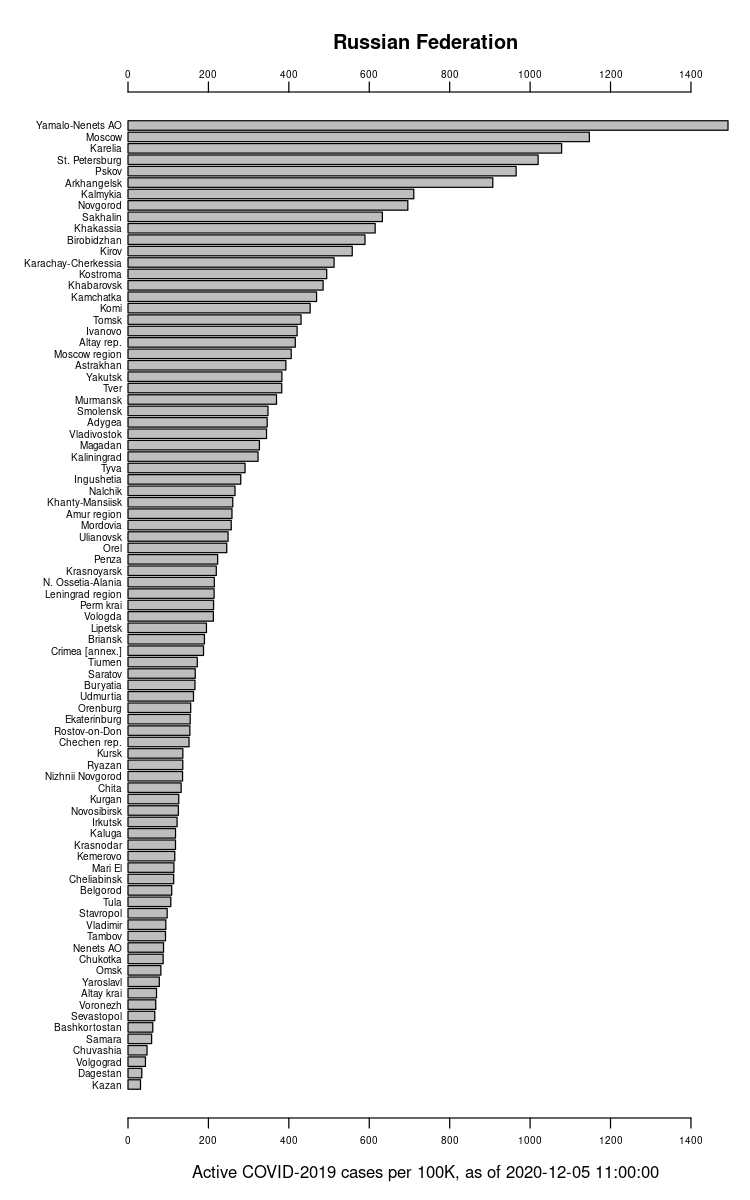 Russian Federation
0 200 400 600 800 1000 1200 1400
Yamalo-Nenets AO
Moscow
Karelia
St. Petersburg
Pskov
Arkhangelsk
Kalmykia
Novgorod
Sakhalin
Khakassia
Birobidzhan
Kirov
Karachay-Cherkessia
Kostroma
Khabarovsk
Kamchatka
Komi
Tomsk
Ivanovo
Altay rep.
Moscow region
Astrakhan
Yakutsk
Tver
Murmansk
Smolensk
Adygea
Vladivostok
Magadan
Kaliningrad
Tyva
Ingushetia
Nalchik
Khanty-Mansiisk
Amur region
Mordovia
Ulianovsk
Orel
Penza
Krasnoyarsk
N. Ossetia-Alania
Leningrad region
Perm krai
Vologda
Lipetsk
Briansk
Crimea [annex.]
Tiumen
Saratov
Buryatia
Udmurtia
Orenburg
Ekaterinburg
Rostov-on-Don
Chechen rep.
Kursk
Ryazan
Nizhnii Novgorod
Chita
Kurgan
Novosibirsk
Irkutsk
Kaluga
Krasnodar
Kemerovo
Mari El
Cheliabinsk
Belgorod
Tula
Stavropol
Vladimir
Tambov
Nenets AO
Chukotka
Omsk
Yaroslavl
Altay krai
Voronezh
Sevastopol
Bashkortostan
Samara
Chuvashia
Volgograd
Dagestan
Kazan
0 200 400 600 800 1000 1200 1400
Active COVID-2019 cases per 100K, as of 2020-12-05 11:00:00